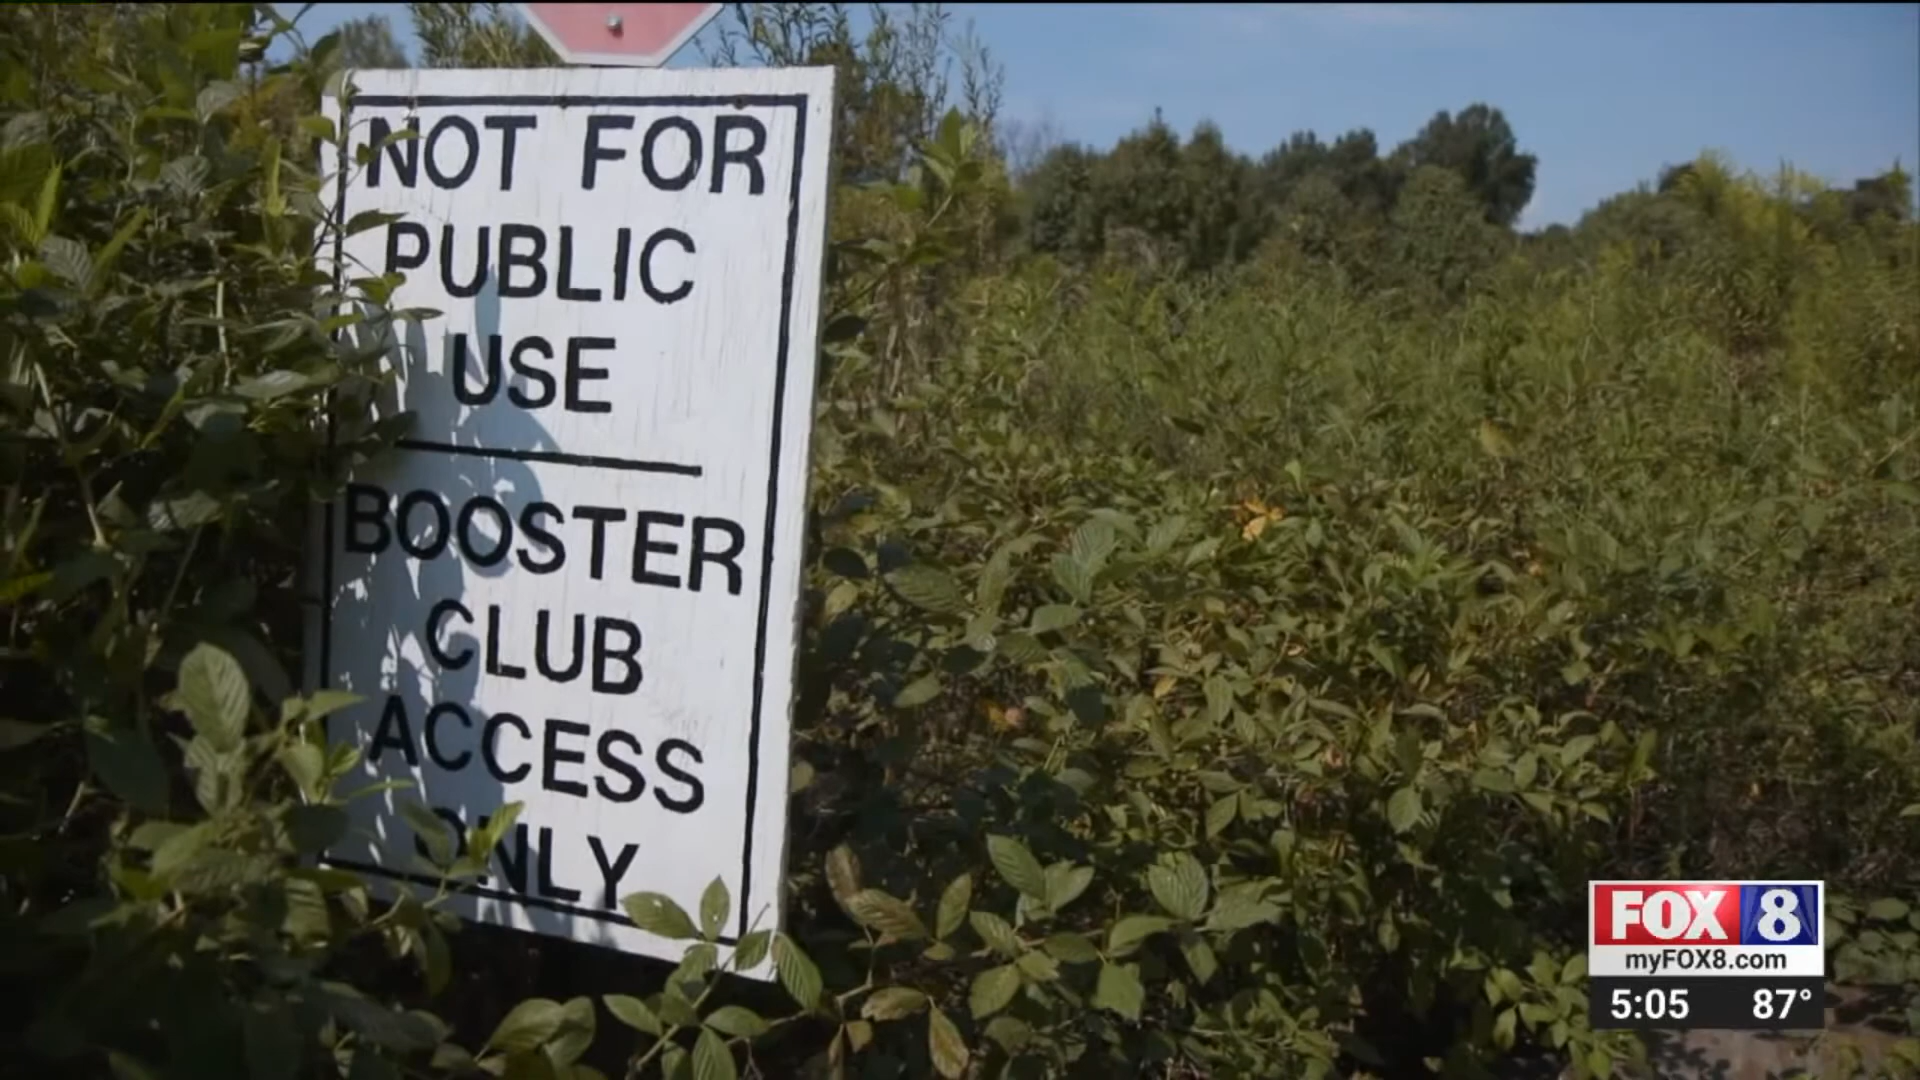 NOT FOR
PUBLIC
USE
BOOSTER
CLUB
ACCESS
ONLY
FOX 8
myFOX8.com
5:05 87°